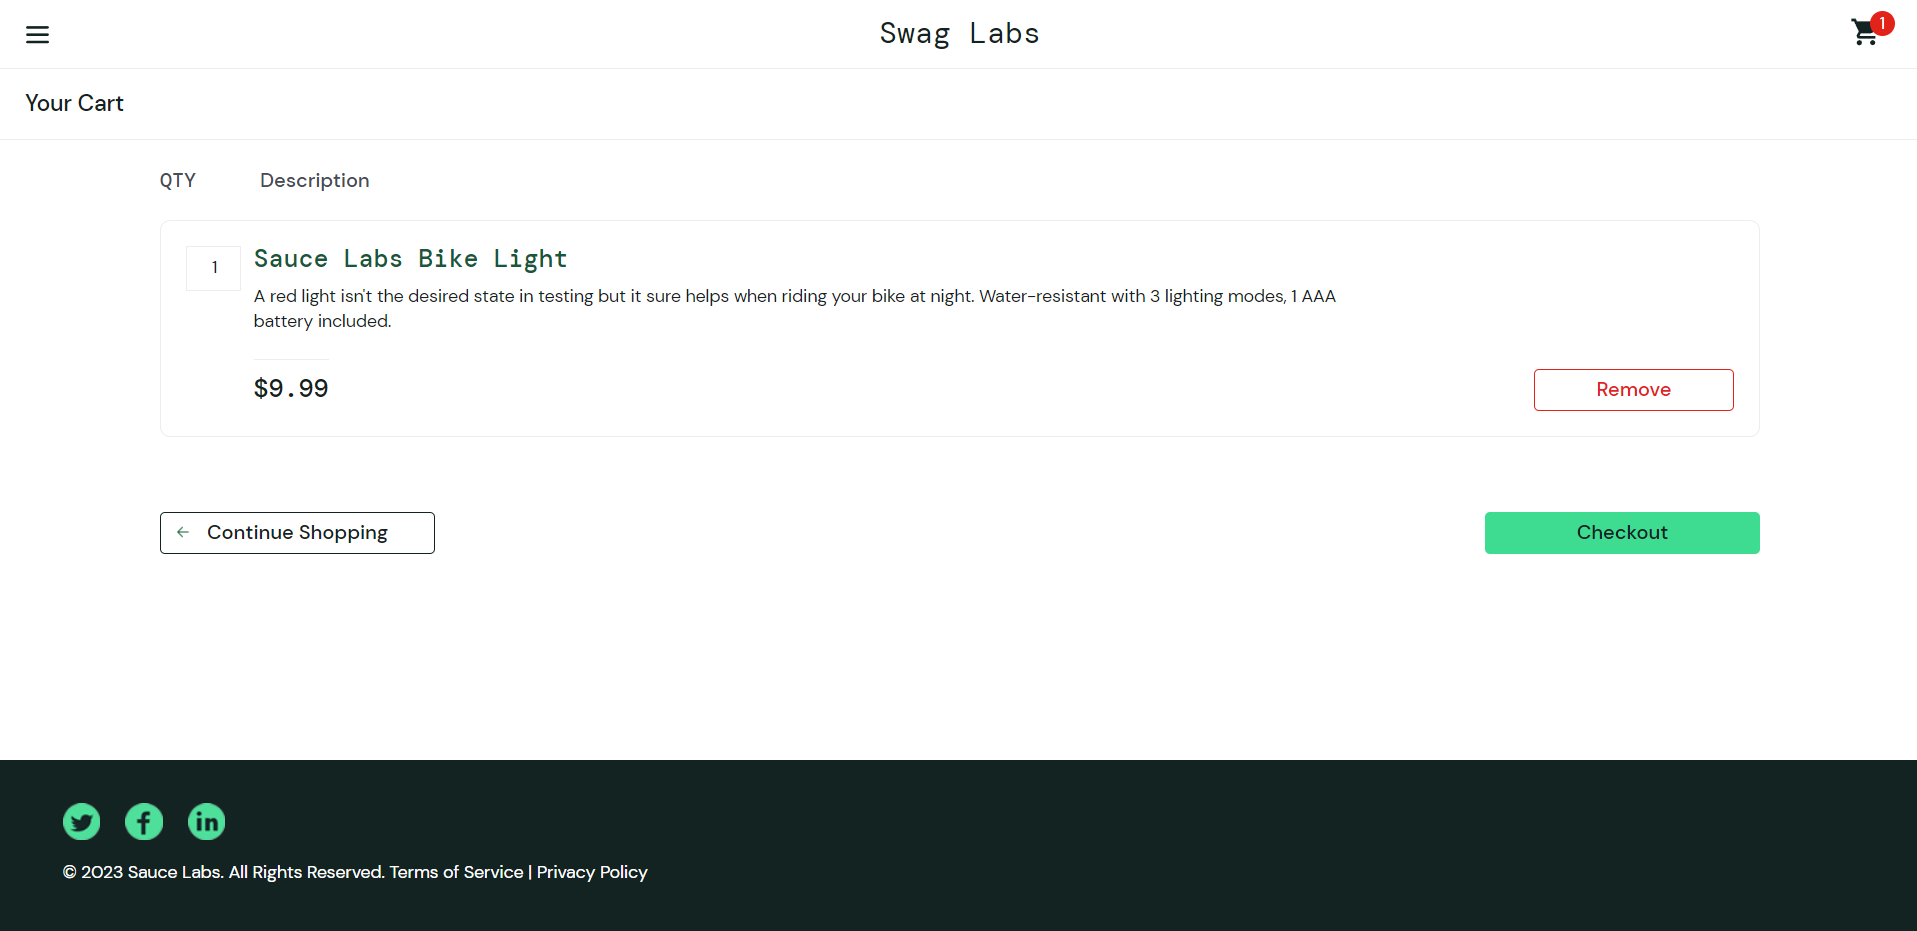 Swag Labs
1
Your Cart
QTY Description
1
Sauce Labs Bike Light
A red light isn't the desired state in testing but it sure helps when riding your bike at night. Water-resistant with 3 lighting modes, 1 AAA
battery included.
$9.99
Remove
Continue Shopping
Checkout
© 2023 Sauce Labs. All Rights Reserved. Terms of Service | Privacy Policy